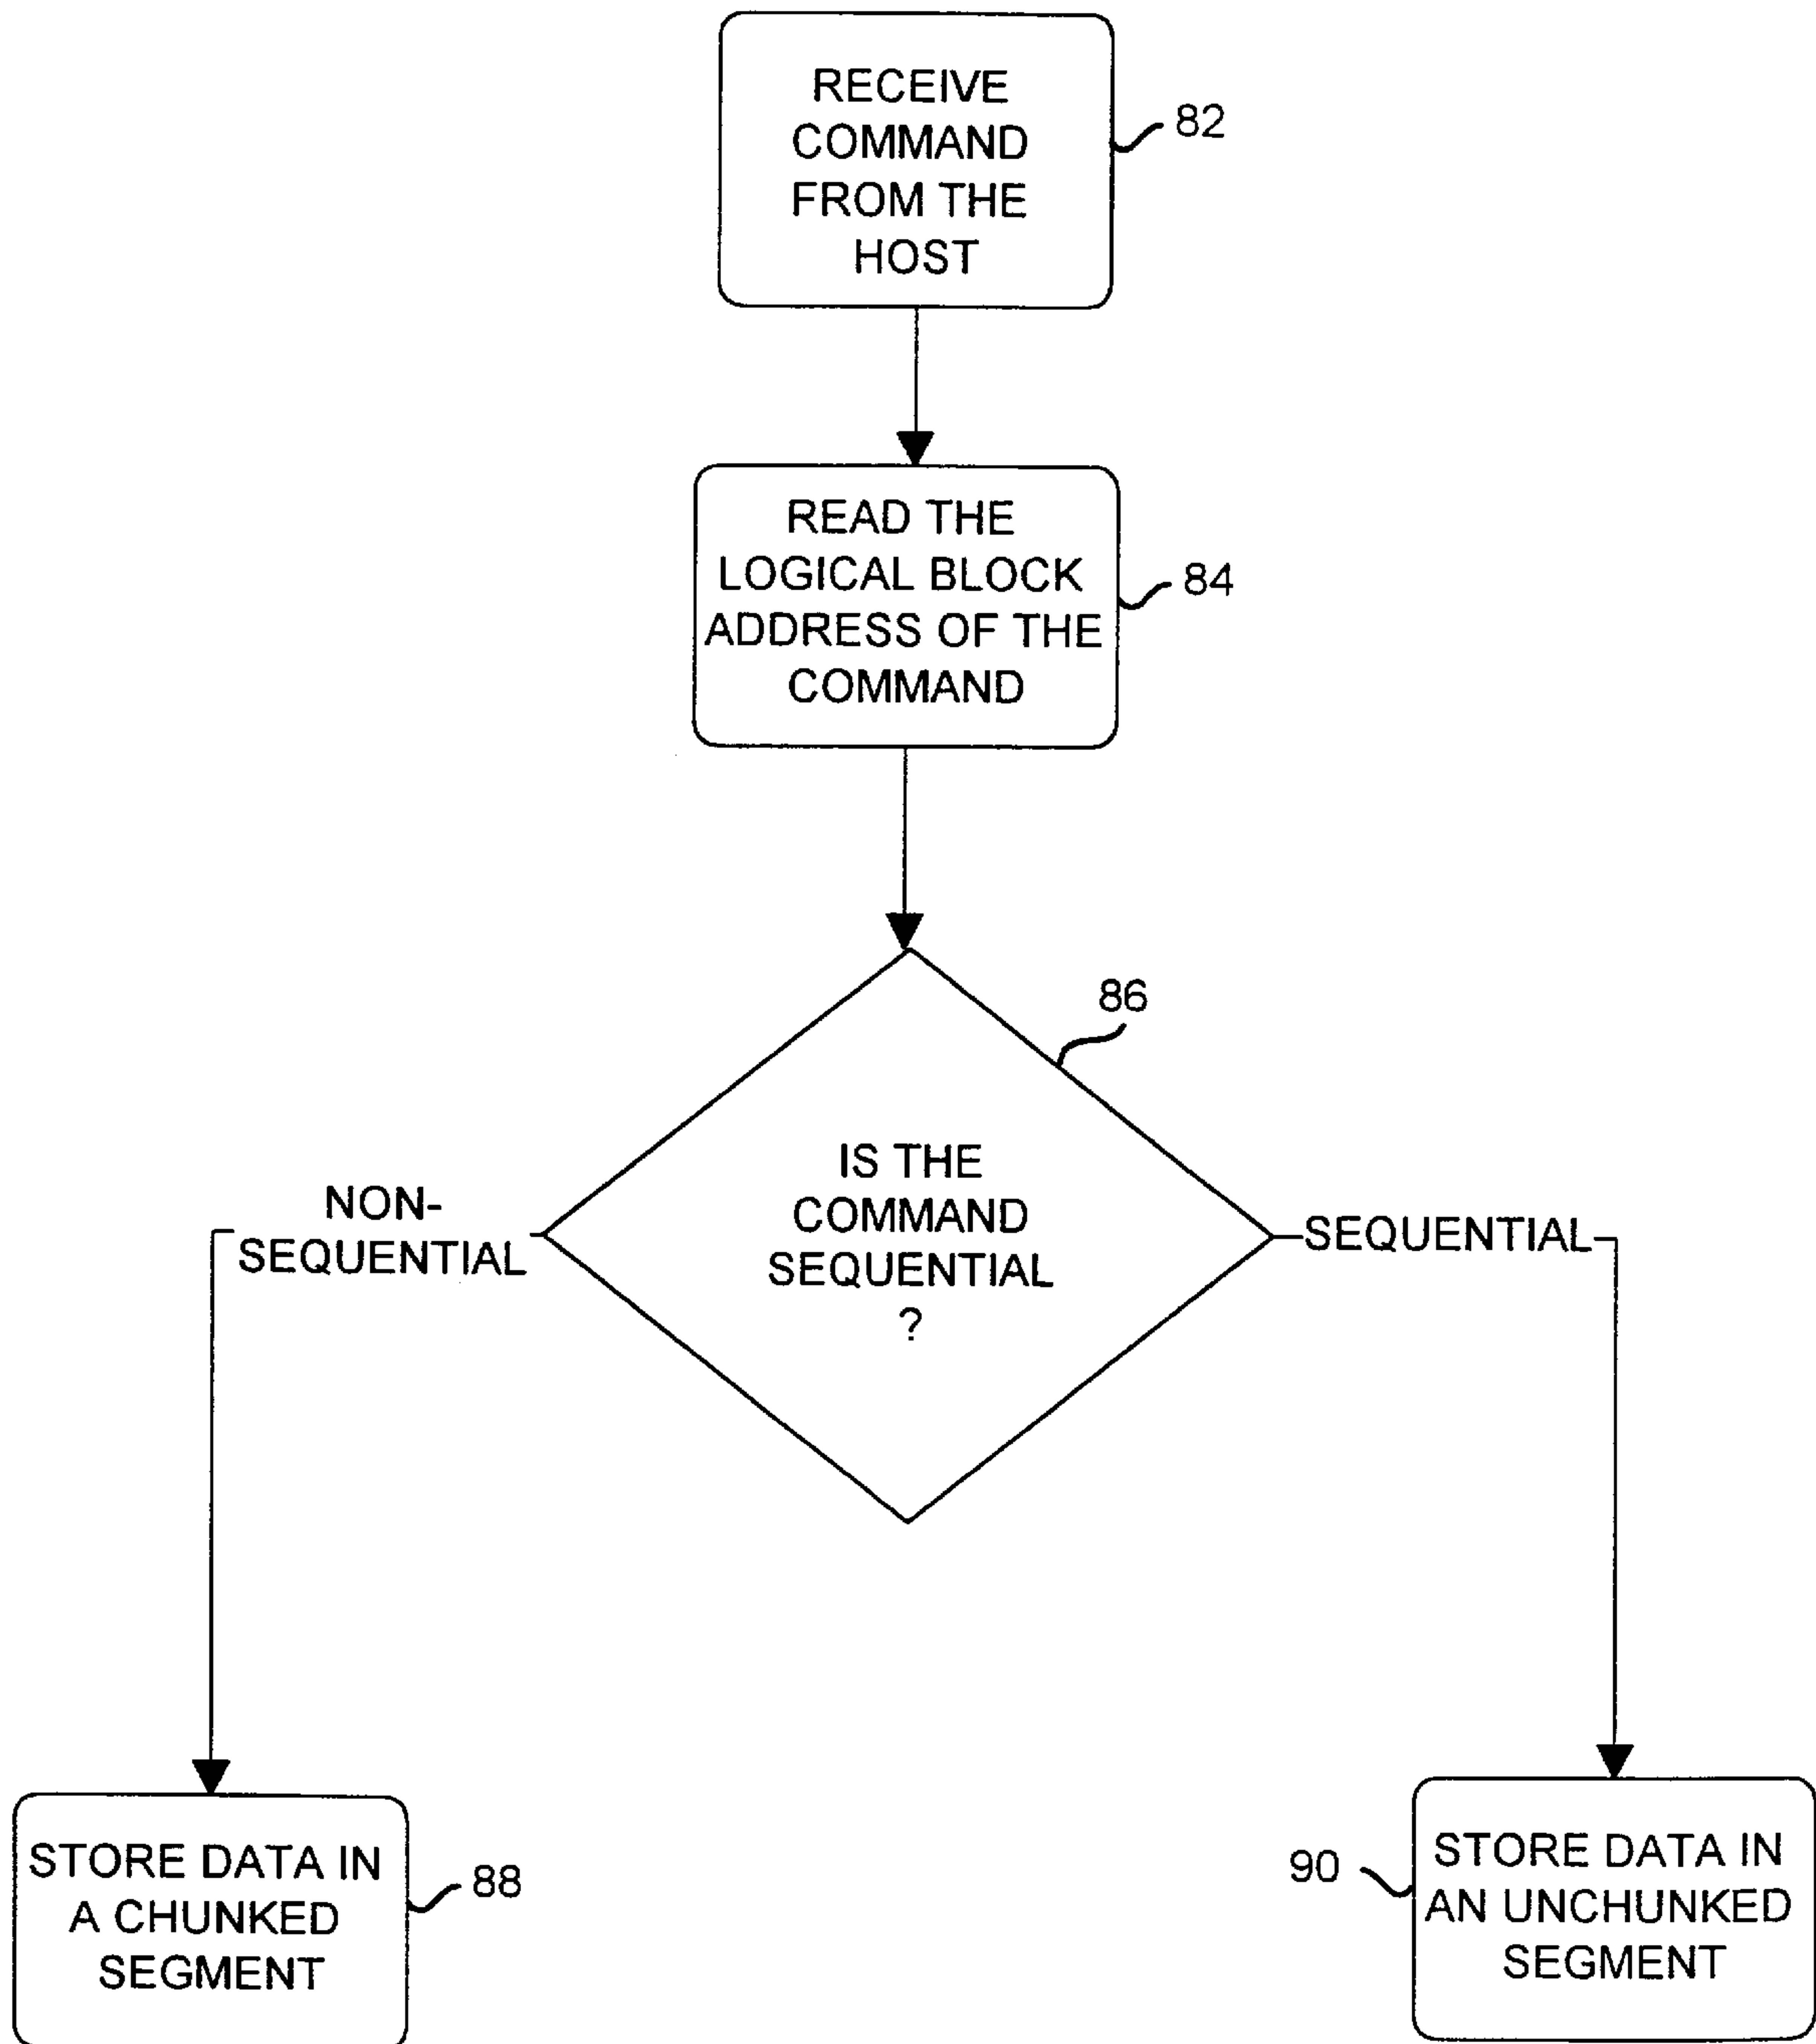 RECEIVE
COMMAND
FROM THE
HOST
82
READ THE
LOGICAL BLOCK
ADDRESS OF THE
COMMAND
84
86
IS THE
COMMAND
SEQUENTIAL
?
NON-
SEQUENTIAL
SEQUENTIAL
STORE DATA IN
A CHUNKED
SEGMENT
88
90
STORE DATA IN
AN UNCHUNKED
SEGMENT